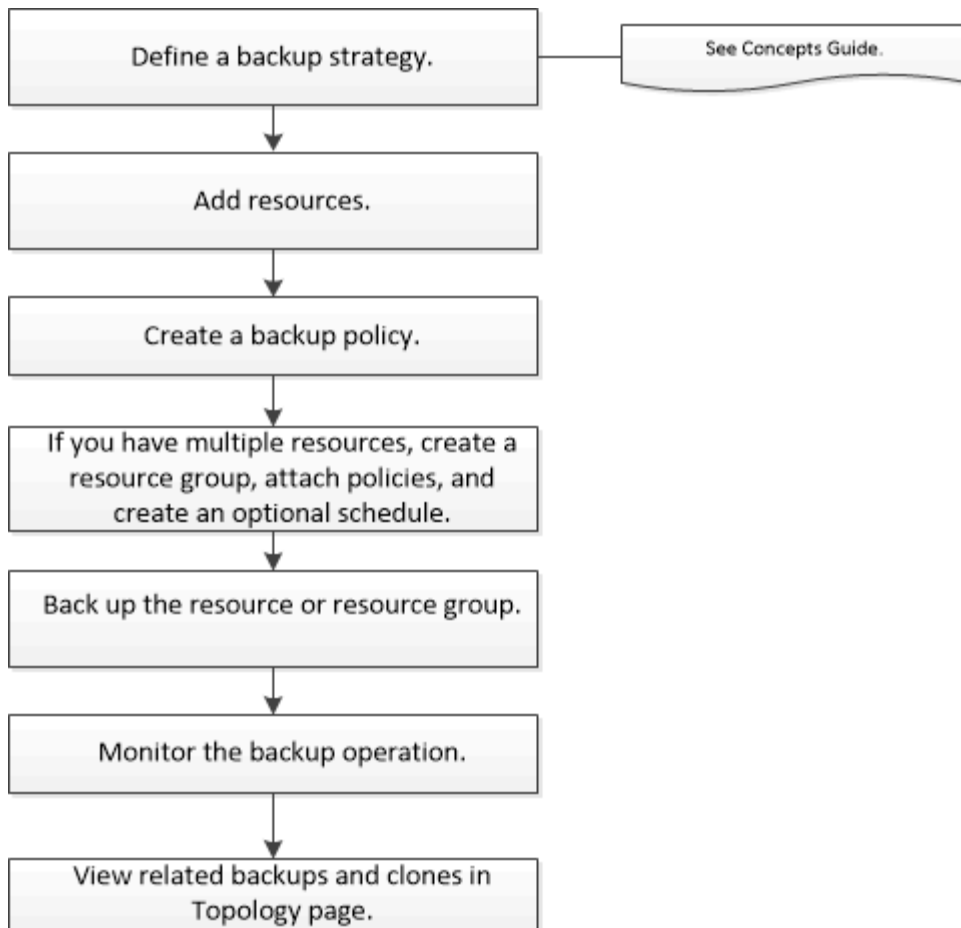 Define a backup strategy.
See Concepts Guide.
Add resources.
Create a backup policy.
If you have multiple resources, create a
resource group, attach policies, and
create an optional schedule.
Back up the resource or resource group.
Monitor the backup operation.
View related backups and clones in
Topology page.